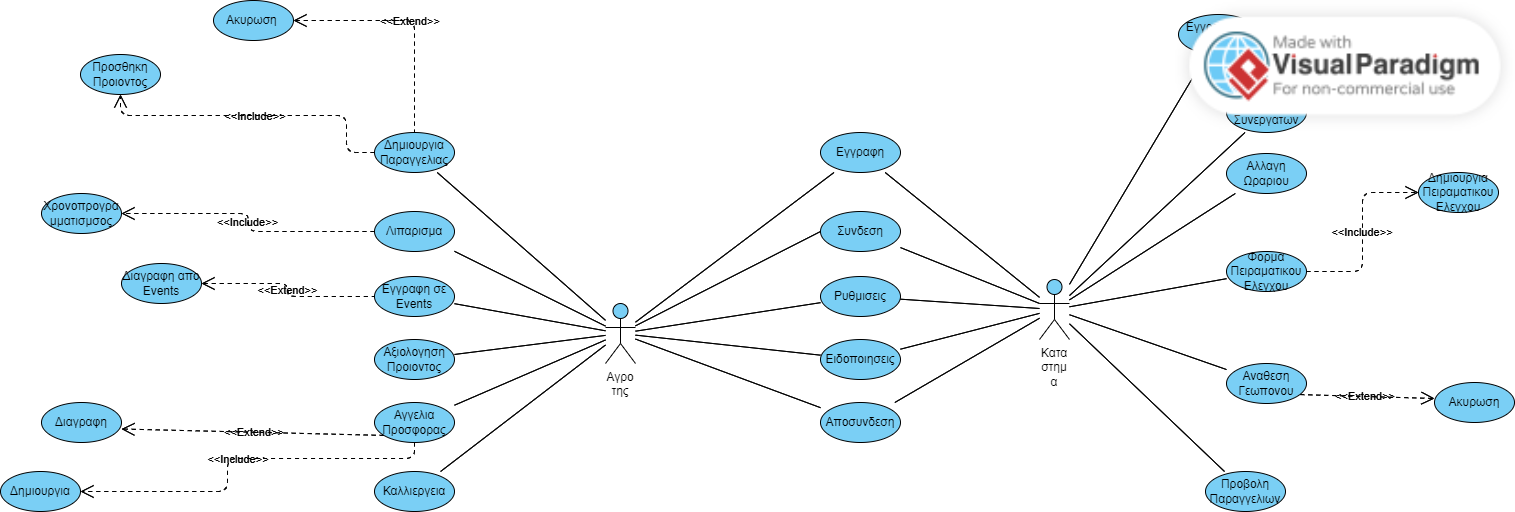 Ακυρωση
<<Extend>>
Προσθηκη
Προιοντος
<<Include>>
Δημιουργια
Παραγγελιας
Χρονοπρογρα
μματισμσος
<<Include>>
Λιπαρισμα
Διαγραφη απο
Events
<<Extend>>
Εγγραφη σε
Events
Αξιολογηση
Προιοντος
Διαγραφη
<<Extend>>
Αγγελια
Προσφορας
<<Include>>
Δημιουργια
Καλλιεργεια
Αγρο
της
Εγγραφη
Συνδεση
Ρυθμισεις
Ειδοποιησεις
Αποσυνδεση
Κατα
στημ
α
Made with
Visual Paradigm
For non-commercial use
Συνεργατων
Αλλαγη
Ωραριου
Δημιουργια
Πειραματικου
Ελεγχου
<<Include>>
Φορμα
Πειραματικου
Ελεγχου
Αναθεση
Γεωπονου
<<Extend>>
Ακυρωση
Προβολη
Παραγγελιων